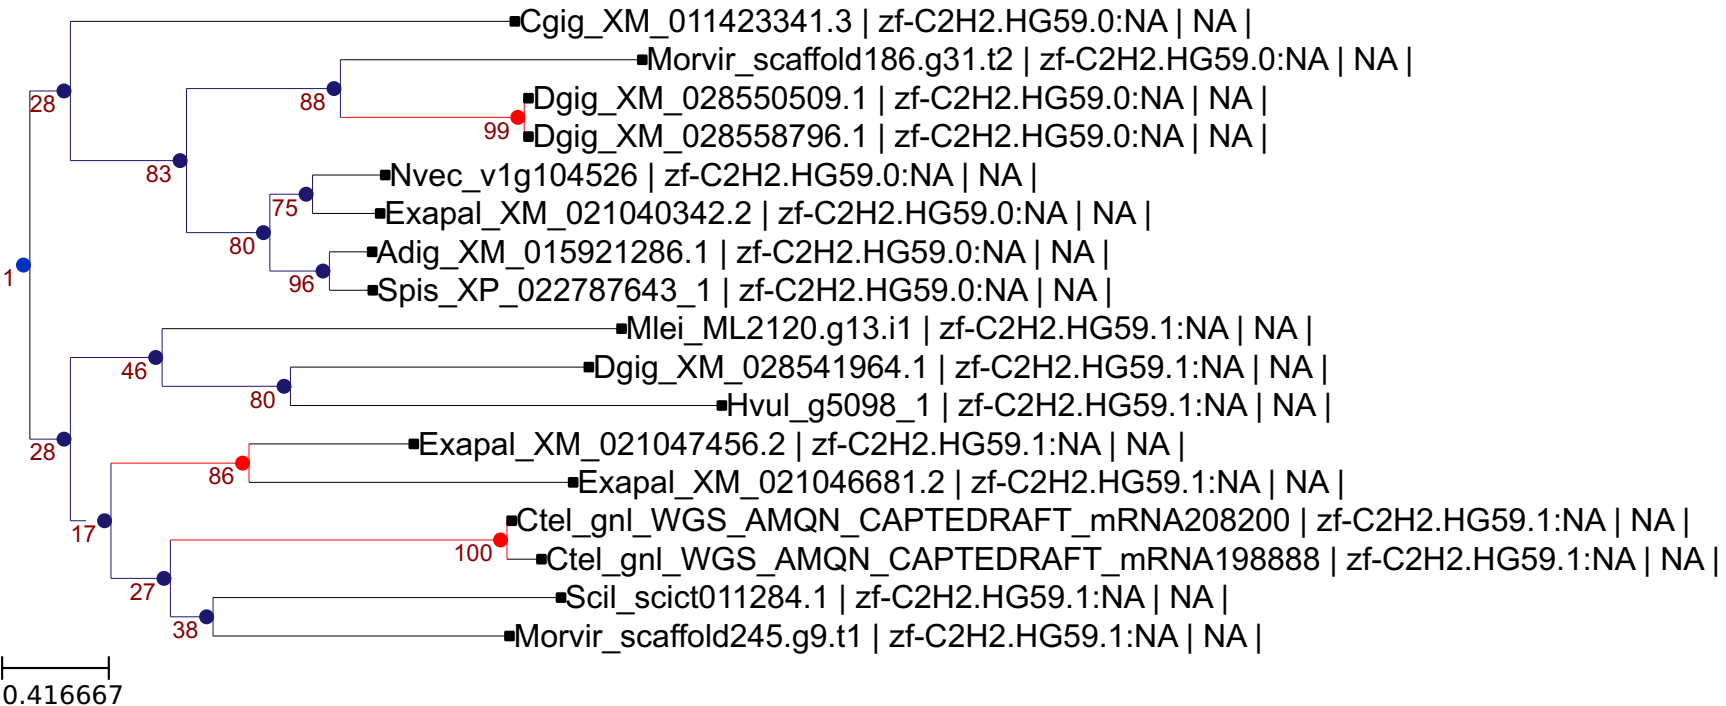 Cgig_XM_011423341.3 | zf-C2H2.HG59.0:NA | NA |
Morvir_scaffold186.g31.t2 | zf-C2H2.HG59.0:NA | NA |
88
28
Dgig_XM_028550509.1 | zf-C2H2.HG59.0:NA | NA |
99
Dgig_XM_028558796.1 | zf-C2H2.HG59.0:NA | NA |
83
Nvec_v1g104526 | zf-C2H2.HG59.0:NA | NA |
75
Exapal_XM_021040342.2 | zf-C2H2.HG59.0:NA | NA |
80
Adig_XM_015921286.1 | zf-C2H2.HG59.0:NA | NA |
1
96
Spis_XP_022787643_1 | zf-C2H2.HG59.0:NA | NA |
Mlei_ML2120.g13.i1 | zf-C2H2.HG59.1:NA | NA |
46
Dgig_XM_028541964.1 | zf-C2H2.HG59.1:NA | NA |
80
Hvul_g5098_1 | zf-C2H2.HG59.1:NA | NA |
28
Exapal_XM_021047456.2 | zf-C2H2.HG59.1:NA | NA |
86
Exapal_XM_021046681.2 | zf-C2H2.HG59.1:NA | NA |
17
Ctel_gnl_WGS_AMQN_CAPTEDRAFT_mRNA208200 | zf-C2H2.HG59.1:NA | NA |
100
Ctel_gnl_WGS_AMQN_CAPTEDRAFT_mRNA198888 | zf-C2H2.HG59.1:NA | NA |
27
Scil_scict011284.1 | zf-C2H2.HG59.1:NA | NA |
38
Morvir_scaffold245.g9.t1 | zf-C2H2.HG59.1:NA | NA |
0.416667